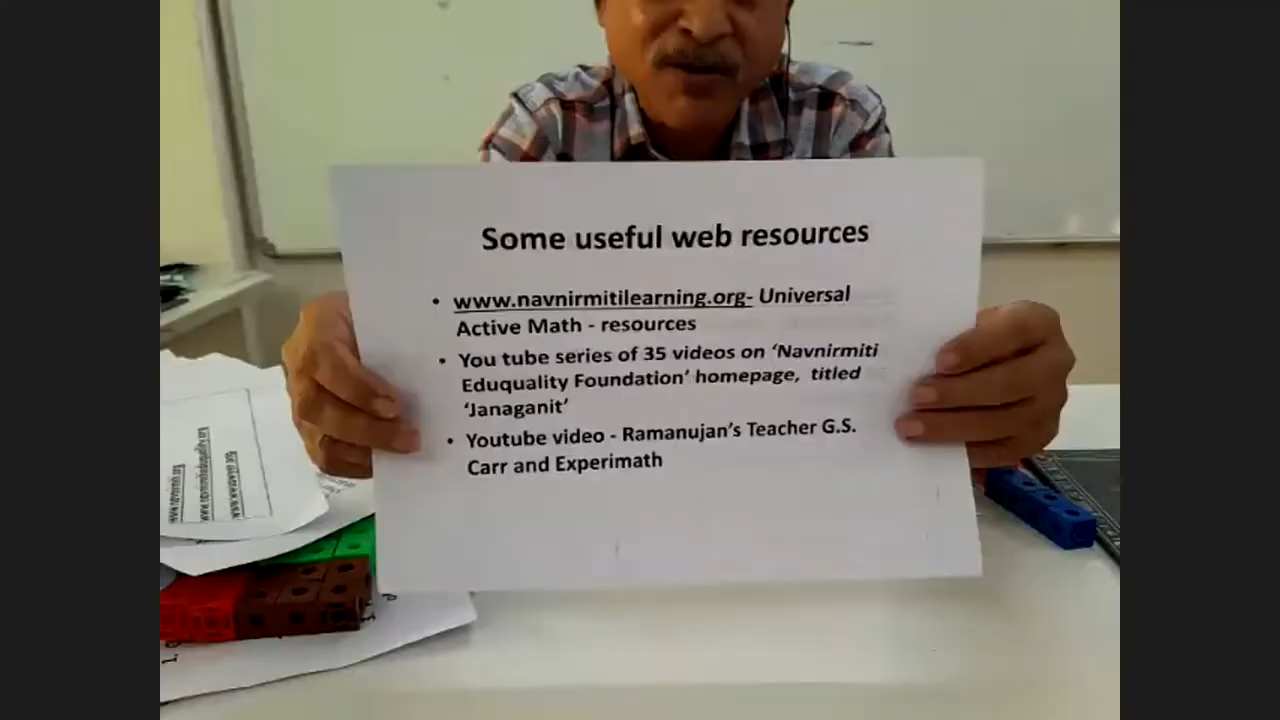 Some useful web resources
• www.navnirmitilearning.org- Universal
Active Math - resources
• You tube series of 35 videos on ‘Navnirmiti
Eduquality Foundation’ homepage, titled
‘Janaganit’
• Youtube video - Ramanujan’s Teacher G.S.
Carr and Experimath